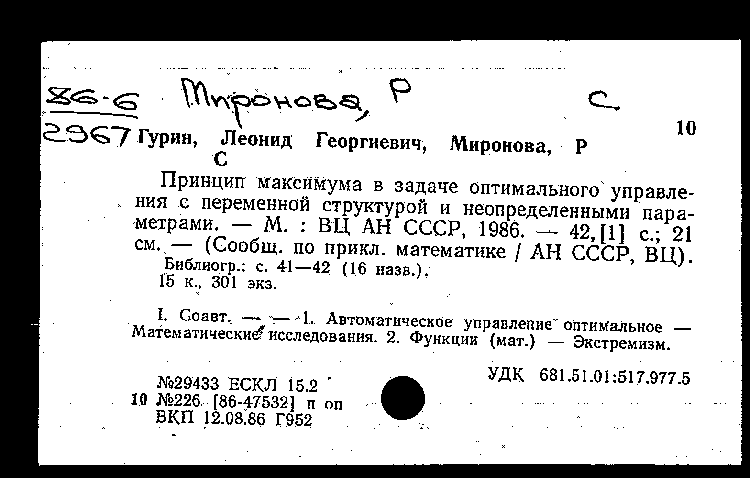 86-6 Миронова, Р С
2967
10
Гурин, Леонид Георгиевич, Миронова, Р
С
Принцип максимума в задаче оптимального управле-
ния с переменной структурой и неопределенными пара-
метрами. — М. : ВЦ АН СССР, 1986. — 42,[1] с.; 21
см. — (Сообщ. по прикл. математике / АН СССР, ВЦ).
Библиогр.: с. 41—42 (16 назв.).
15 к., 301 экз.
I. Соавт. — — 1. Автоматическое управление оптимальное —
Математические исследования. 2. Функции (мат.) — Экстремизм.
УДК 681.51.01:517.977.5
№29433 ЕСКЛ 15.2
10 №226 [86-47532] п оп
ВКП 12.08.86 Г952